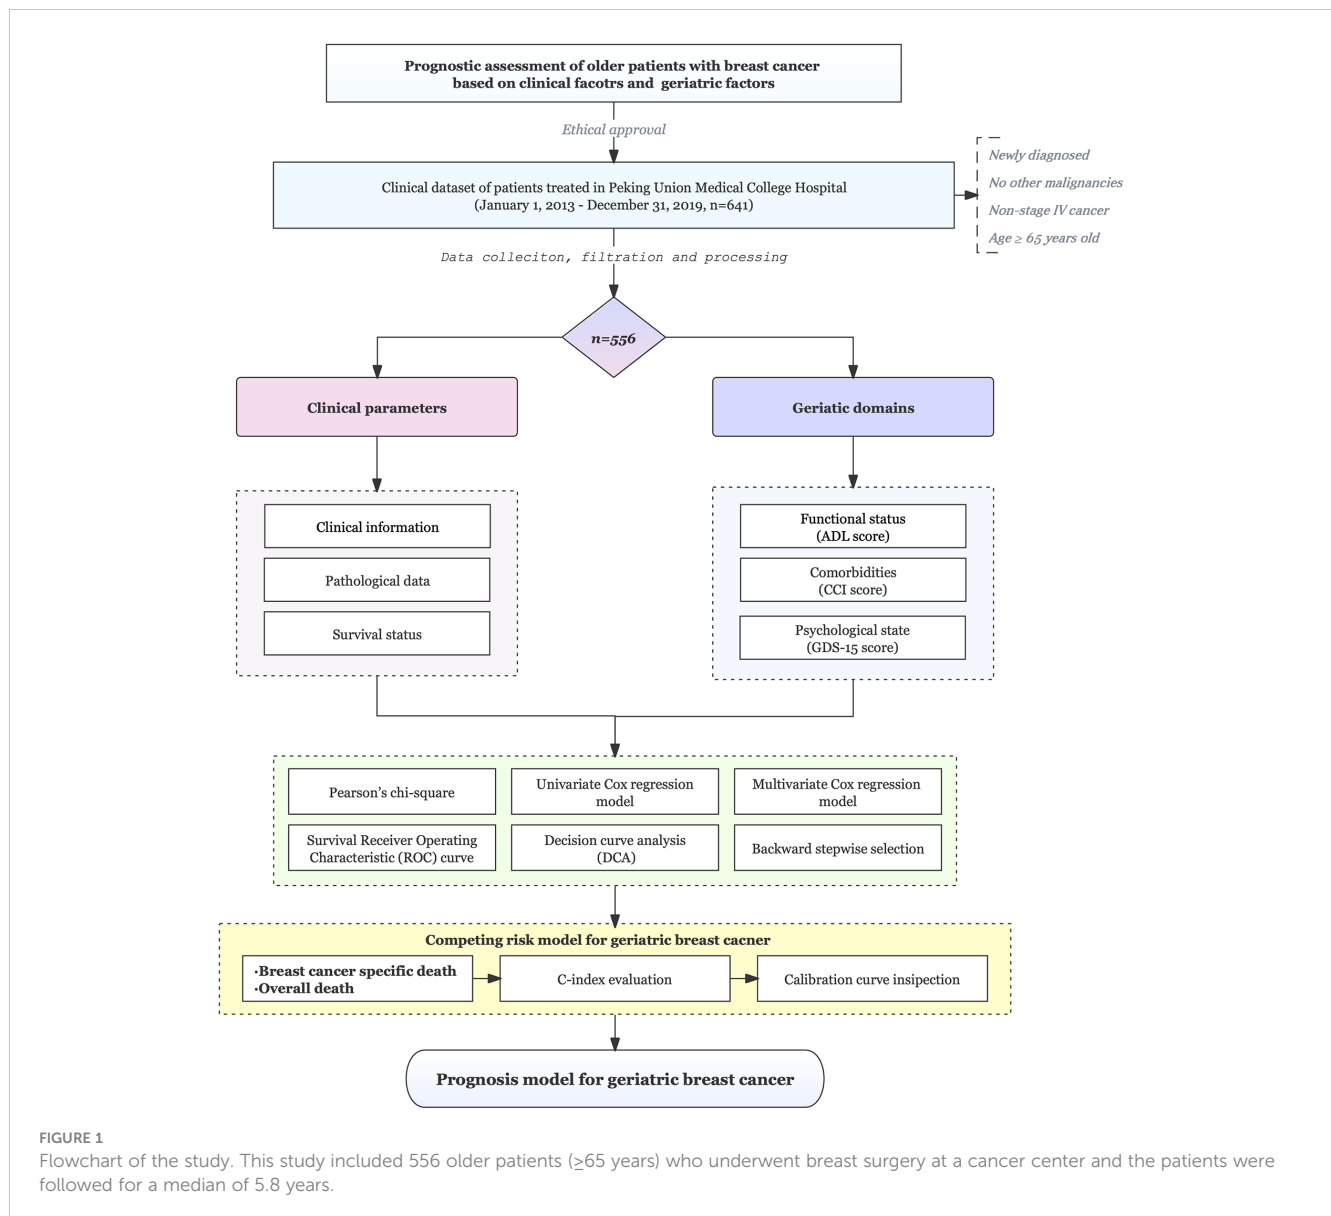 Prognostic assessment of older patients with breast cancer
based on clinical facotrs and geriatric factors
Ethical approval
Clinical dataset of patients treated in Peking Union Medical College Hospital
(January 1, 2013 - December 31, 2019, n=641)
Newly diagnosed
No other malignancies
Non-stage IV cancer
Age ≥ 65 years old
Data colleciton, filtration and processing
n=556
Clinical parameters
Geriatic domains
Clinical information
Pathological data
Survival status
Functional status
(ADL score)
Comorbidities
(CCI score)
Psychological state
(GDS-15 score)
Pearson's chi-square
Univariate Cox regression
model
Multivariate Cox regression
model
Survival Receiver Operating
Characteristic (ROC) curve
Decision curve analysis
(DCA)
Backward stepwise selection
Competing risk model for geriatric breast cacner
·Breast cancer specific death
·Overall death
C-index evaluation
Calibration curve insipection
Prognosis model for geriatric breast cancer
FIGURE 1
Flowchart of the study. This study included 556 older patients (≥65 years) who underwent breast surgery at a cancer center and the patients were
followed for a median of 5.8 years.